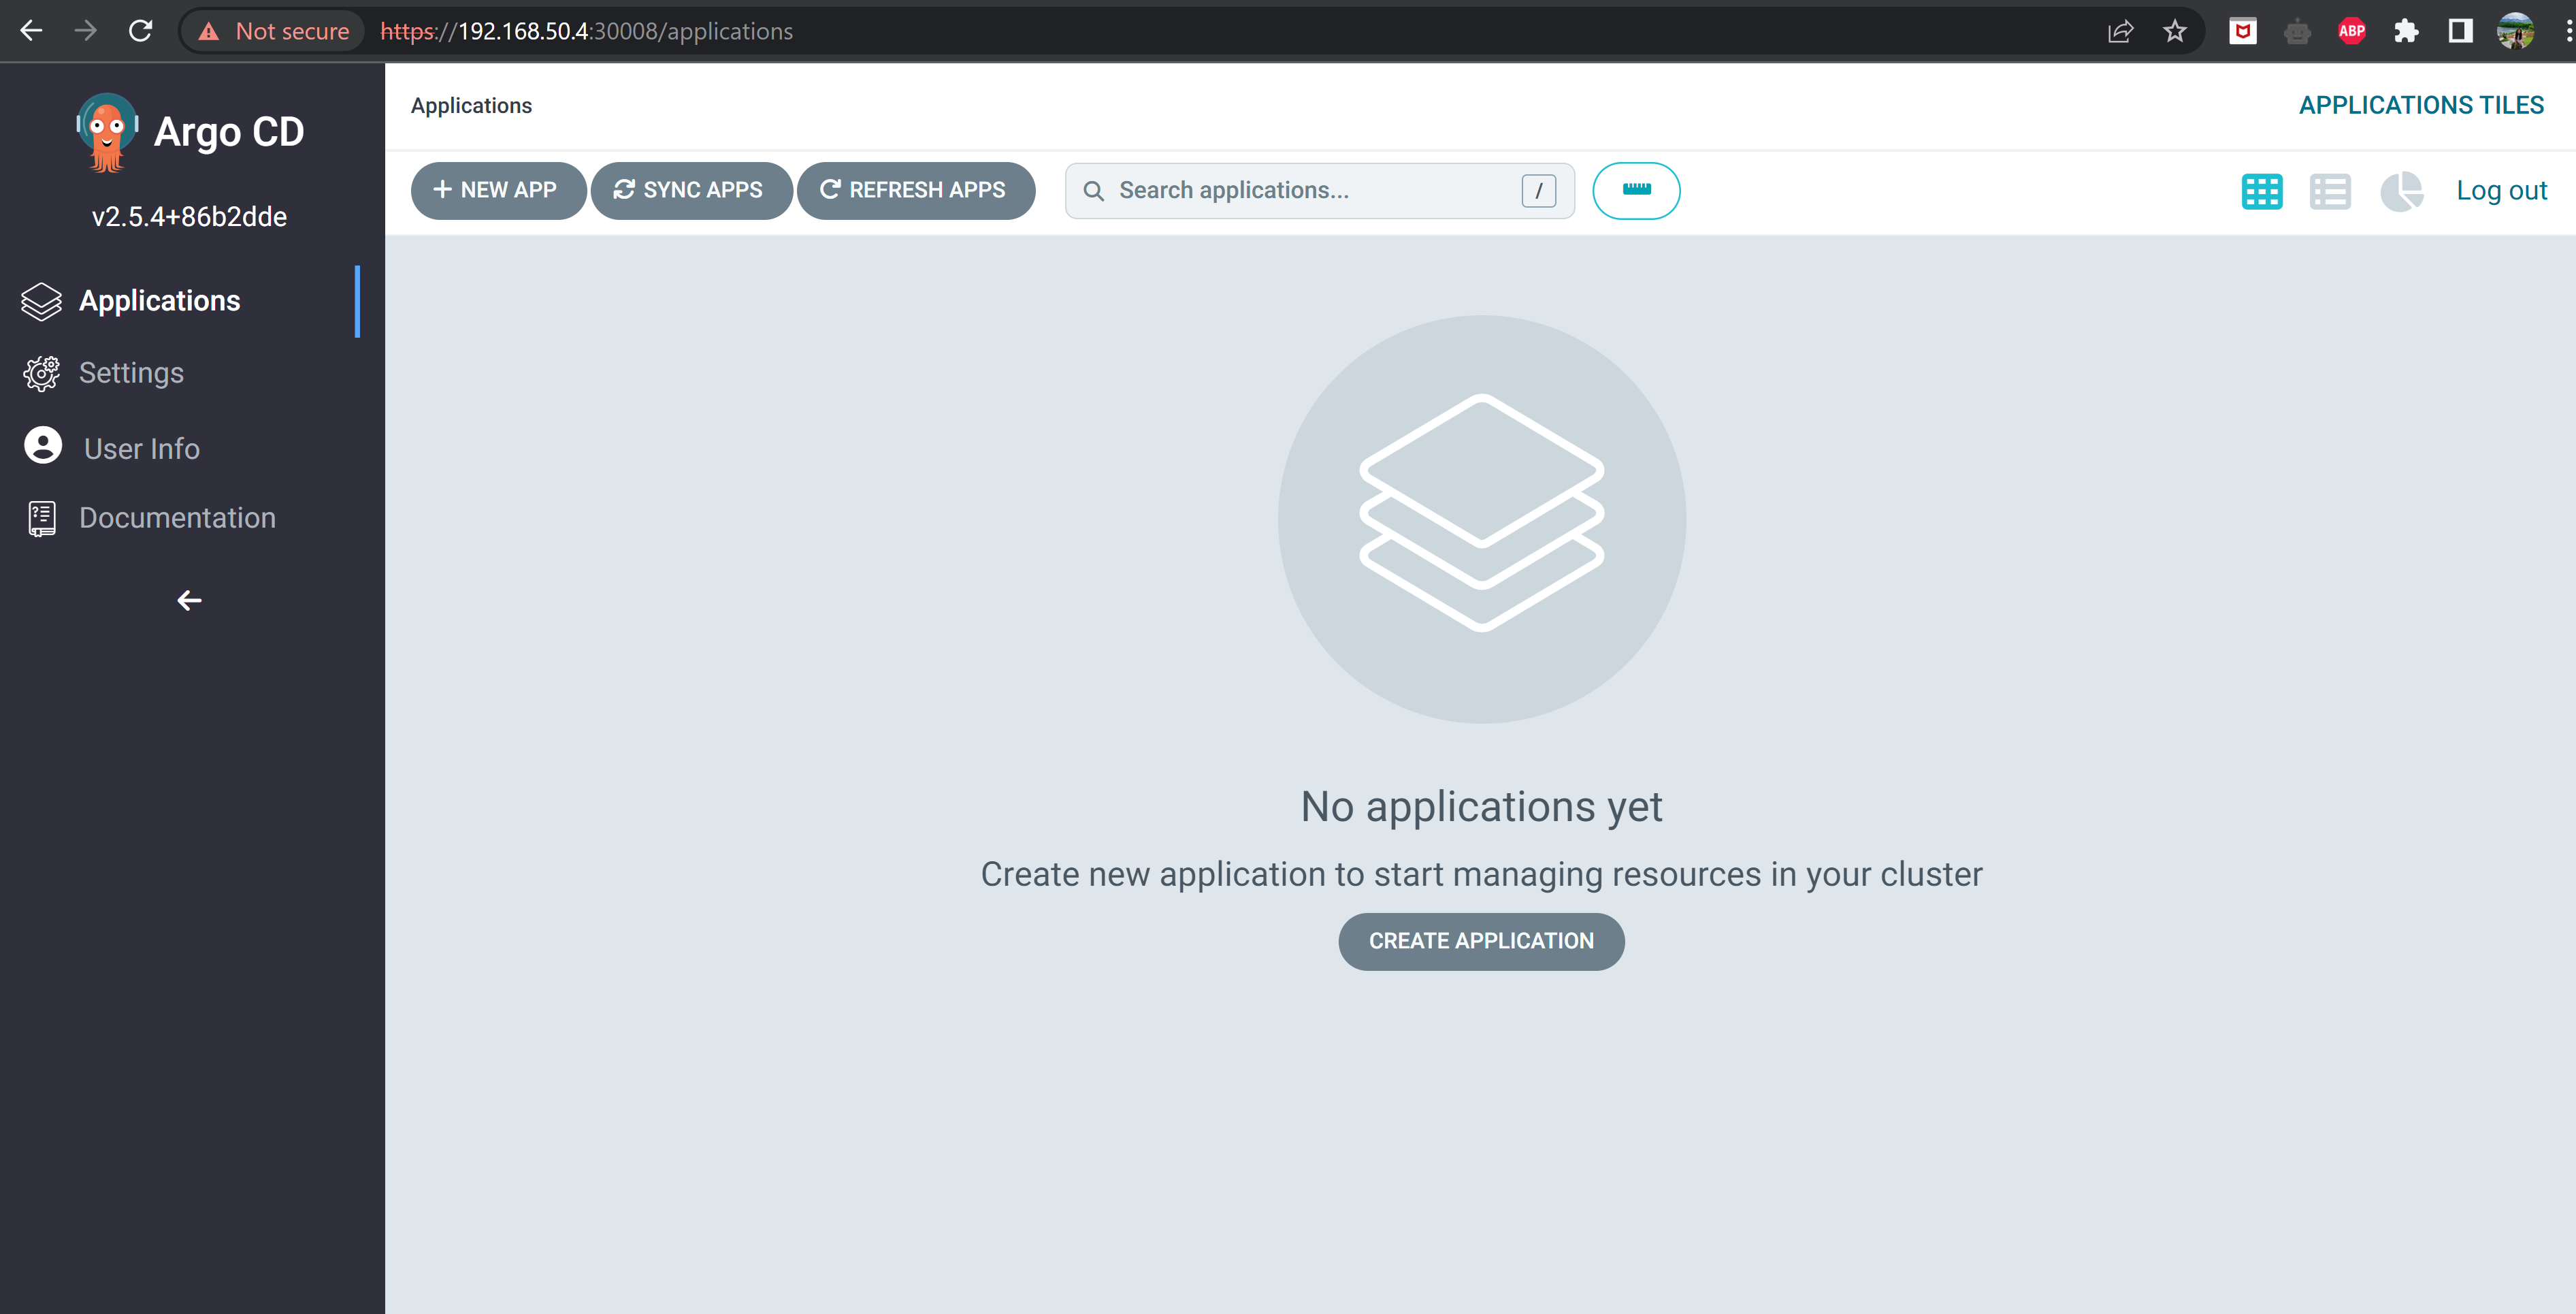 Not secure https://192.168.50.4:30008/applications
ABP
Argo CD
v2.5.4+86b2dde
Applications
Settings
User Info
Documentation
Applications
APPLICATIONS TILES
NEW APP
SYNC APPS
REFRESH APPS
Search applications...
/
Log out
No applications yet
Create new application to start managing resources in your cluster
CREATE APPLICATION